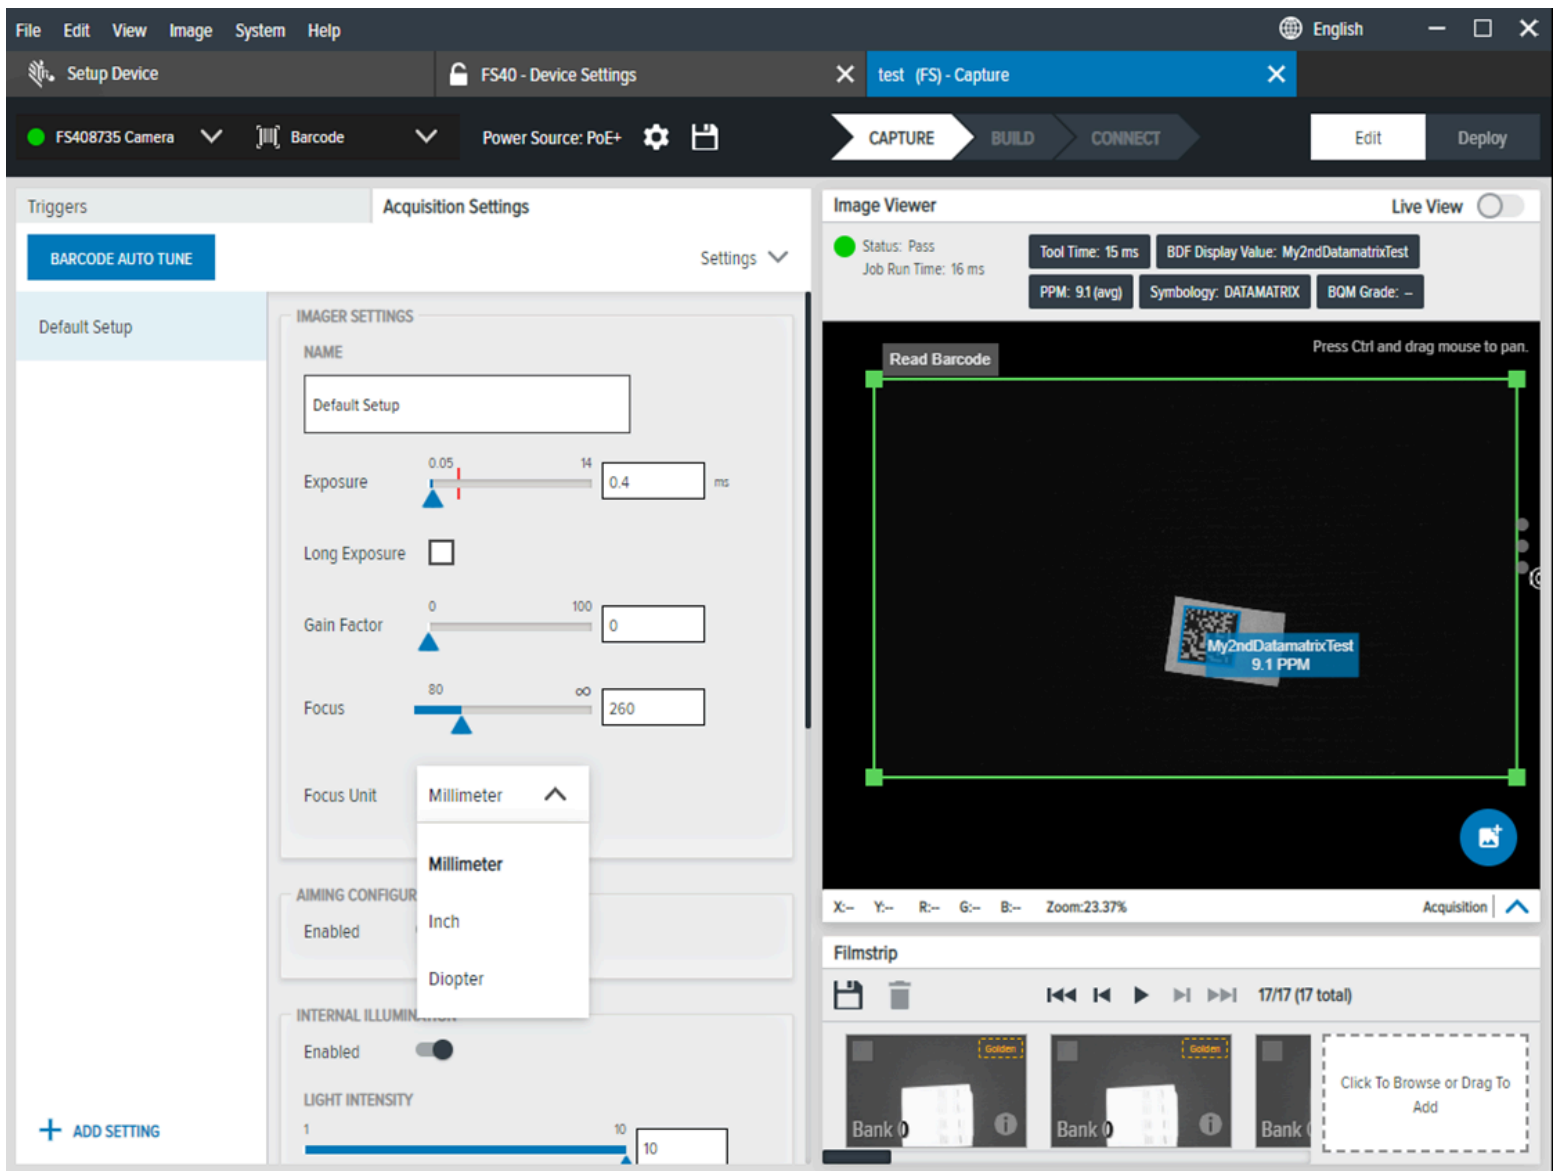 File Edit View Image System Help
English
Setup Device
FS40 - Device Settings
test (FS) - Capture
FS408735 Camera
Barcode
Power Source: PoE+
CAPTURE
BUILD
CONNECT
Edit
Deploy
Triggers
Acquisition Settings
BARCODE AUTO TUNE
Settings
Default Setup
IMAGER SETTINGS
NAME
Default Setup
0.05 14
Exposure 0.4 ms
Long Exposure
0 100
Gain Factor 0
80 ∞
Focus 260
Focus Unit Millimeter
Millimeter
Inch
Diopter
AIMING CONFIGUR
Enabled
INTERNAL ILLUMINATION
Enabled
LIGHT INTENSITY
1 10
10
ADD SETTING
Image Viewer
Live View
Status: Pass
Job Run Time: 16 ms
Tool Time: 15 ms
BDF Display Value: My2ndDatamatrixTest
PPM: 9.1 (avg)
Symbology: DATAMATRIX
BQM Grade: --
Press Ctrl and drag mouse to pan.
Read Barcode
My2ndDatamatrixTest
9.1 PPM
X:-- Y:-- R:-- G:-- B:-- Zoom:23.37%
Acquisition
Filmstrip
17/17 (17 total)
Golden
Bank 0
Golden
Bank 0
Bank
Click To Browse or Drag To
Add